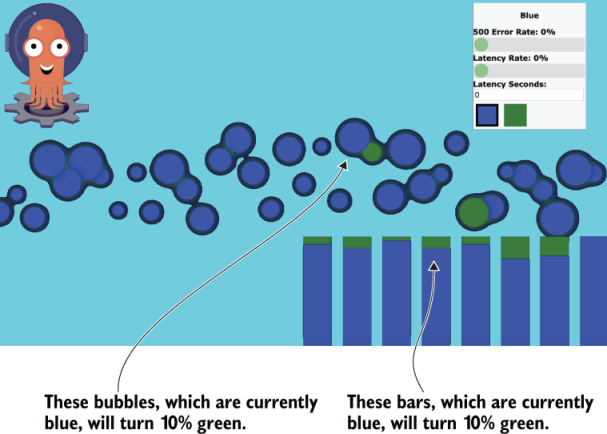 Blue
500 Error Rate: 0%
Latency Rate: 0%
Latency Seconds:
0
These bubbles, which are currently
blue, will turn 10% green.
These bars, which are currently
blue, will turn 10% green.